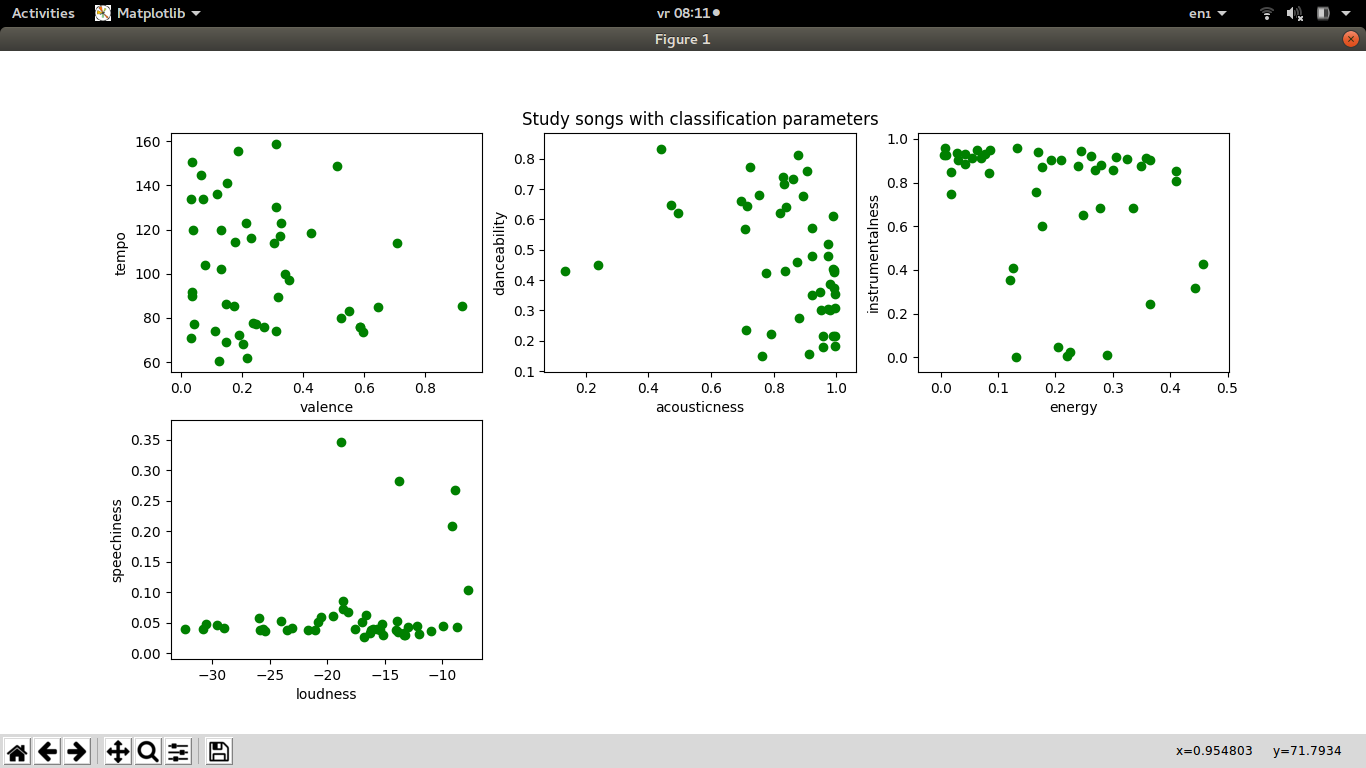 Activities Matplotlib vr 08:11 en1
Figure 1
Study songs with classification parameters
160
140
120
100
80
60
tempo
0.0 0.2 0.4 0.6 0.8
valence
0.8
0.7
0.6
0.5
0.4
0.3
0.2
0.1
danceability
0.2 0.4 0.6 0.8 1.0
acousticness
1.0
0.8
0.6
0.4
0.2
0.0
instrumentalness
0.0 0.1 0.2 0.3 0.4 0.5
energy
0.35
0.30
0.25
0.20
0.15
0.10
0.05
0.00
speechiness
−30 −25 −20 −15 −10
loudness
x=0.954803 y=71.7934